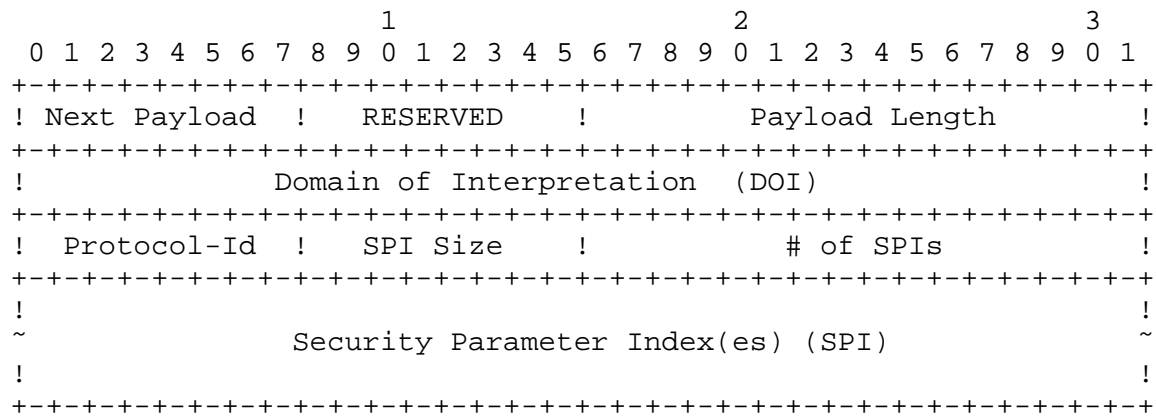 1                   2                   3
 0 1 2 3 4 5 6 7 8 9 0 1 2 3 4 5 6 7 8 9 0 1 2 3 4 5 6 7 8 9 0 1
+-+-+-+-+-+-+-+-+-+-+-+-+-+-+-+-+-+-+-+-+-+-+-+-+-+-+-+-+-+-+-+-+
! Next Payload  !   RESERVED    !         Payload Length        !
+-+-+-+-+-+-+-+-+-+-+-+-+-+-+-+-+-+-+-+-+-+-+-+-+-+-+-+-+-+-+-+-+
!              Domain of Interpretation  (DOI)                  !
+-+-+-+-+-+-+-+-+-+-+-+-+-+-+-+-+-+-+-+-+-+-+-+-+-+-+-+-+-+-+-+-+
!  Protocol-Id  !   SPI Size    !           # of SPIs           !
+-+-+-+-+-+-+-+-+-+-+-+-+-+-+-+-+-+-+-+-+-+-+-+-+-+-+-+-+-+-+-+-+
!                                                               !
~               Security Parameter Index(es) (SPI)              ~
!                                                               !
+-+-+-+-+-+-+-+-+-+-+-+-+-+-+-+-+-+-+-+-+-+-+-+-+-+-+-+-+-+-+-+-+